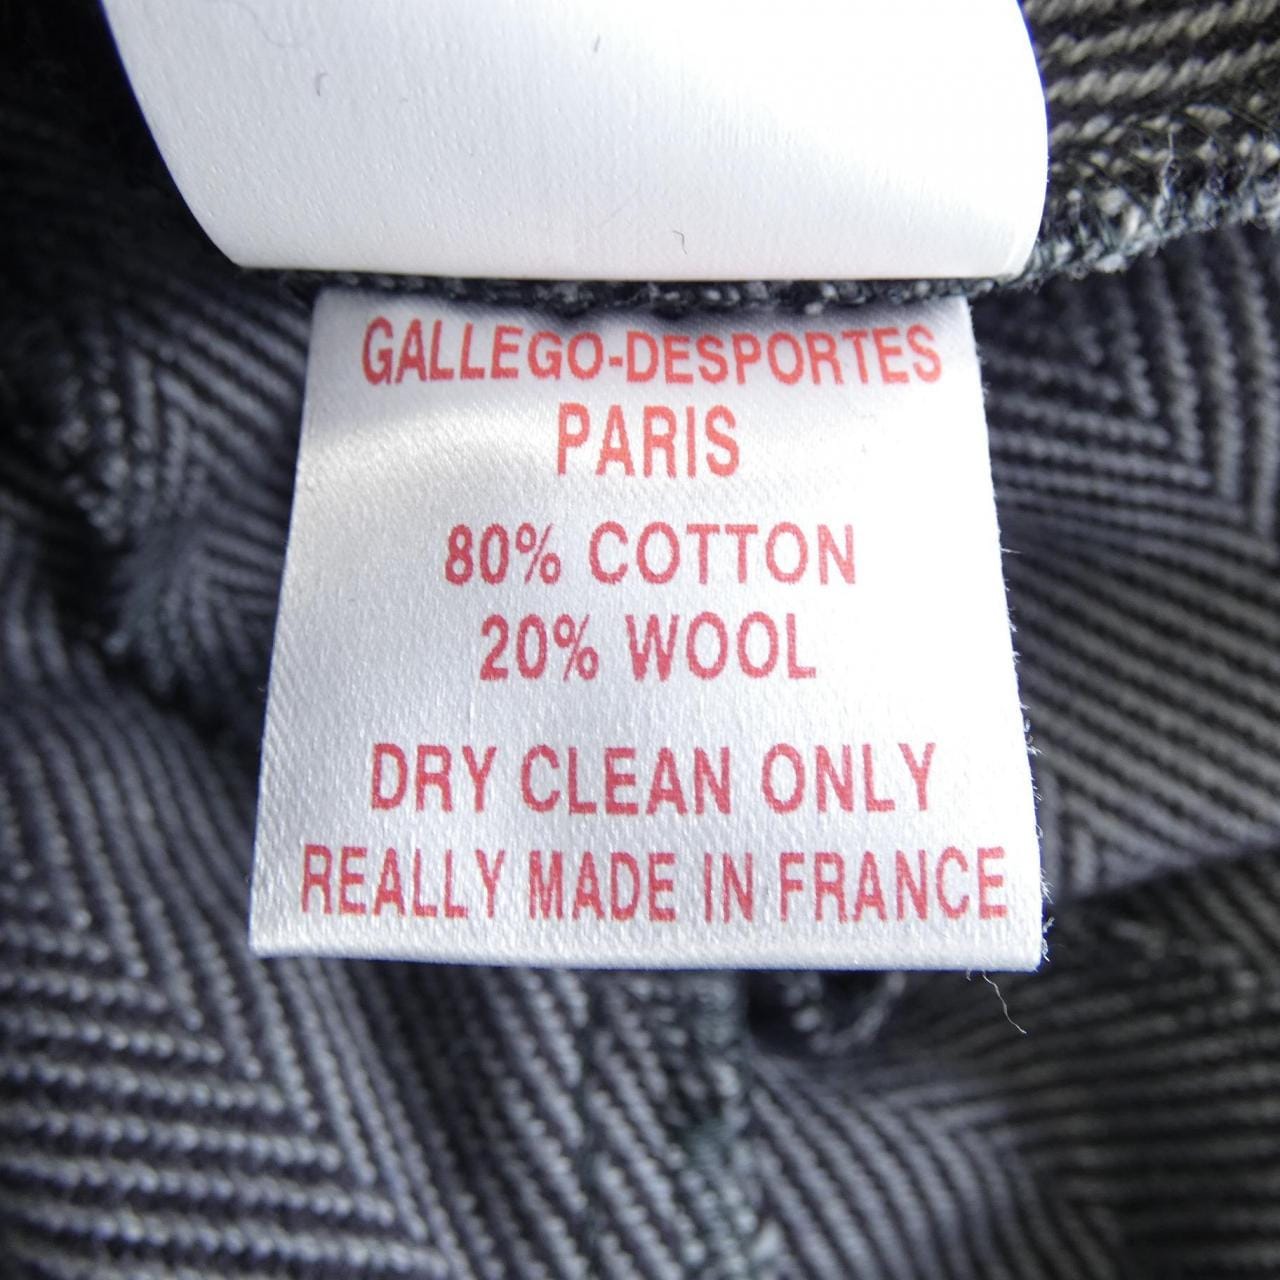 GALLEGO-DESPORTES
PARIS
80% COTTON
20% WOOL
DRY CLEAN ONLY
REALLY MADE IN FRANCE